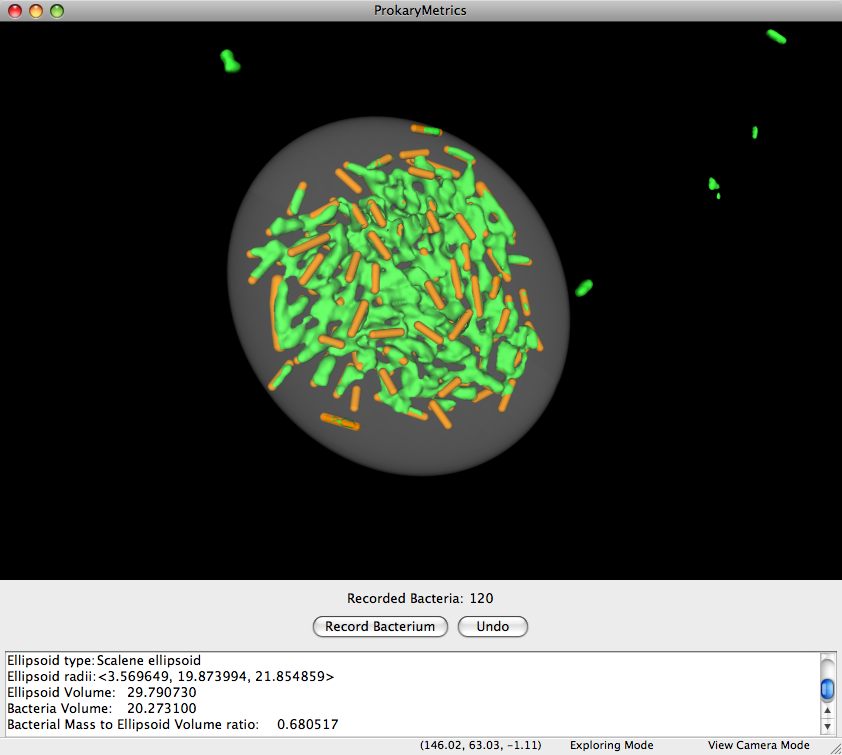 ProkaryMetrics
Recorded Bacteria: 120
Record Bacterium Undo
Ellipsoid type:Scalene ellipsoid
Ellipsoid radii:<3.569649, 19.873994, 21.854859>
Ellipsoid Volume: 29.790730
Bacteria Volume: 20.273100
Bacterial Mass to Ellipsoid Volume ratio: 0.680517
(146.02, 63.03, -1.11) Exploring Mode View Camera Mode